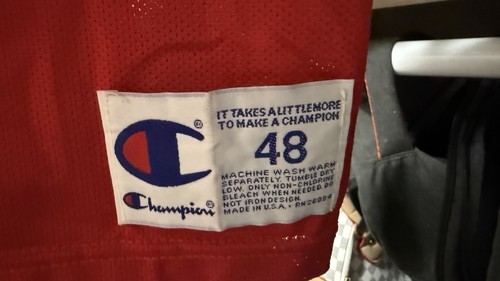 IT TAKES A LITTLE MORE
TO MAKE A CHAMPION
48
MACHINE WASH WARM
SEPARATELY. TUMBLE DRY
LOW. ONLY NON-CHLORINE
BLEACH WHEN NEEDED. DO
NOT IRON DESIGN.
MADE IN U.S.A. •
Champion